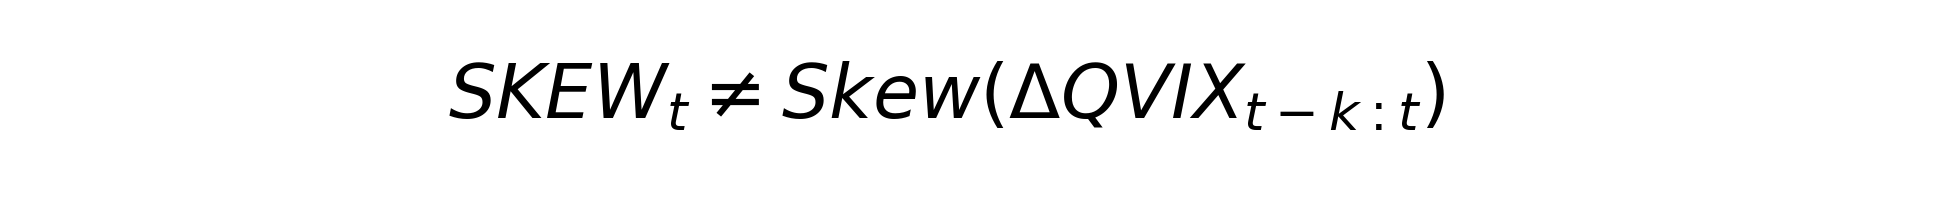 SKEW_t ≠ Skew(ΔQVIX_{t−k:t})